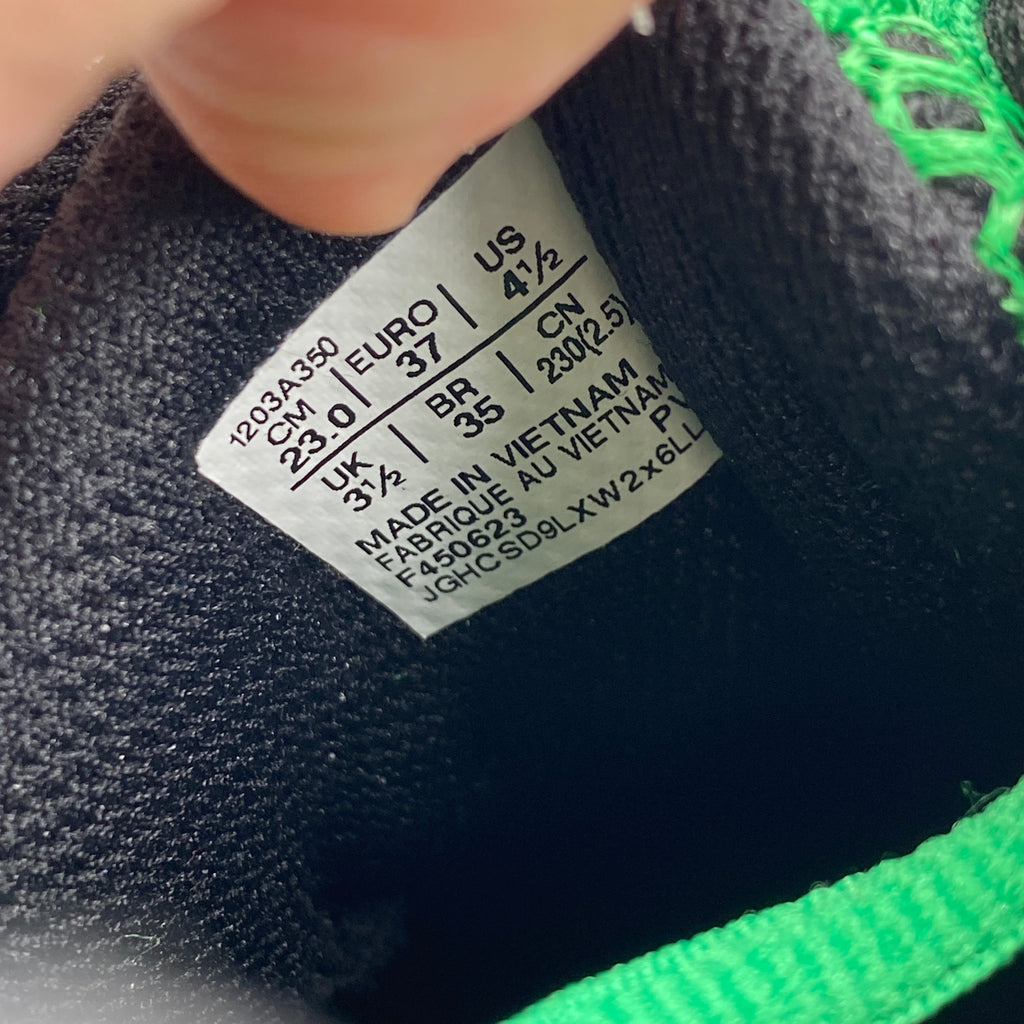 1203A350
CM EURO US
23.0 37 4½
UK BR CN
3½ 35 230(2.5)
MADE IN VIETNAM
FABRIQUE AU VIETNAM
F450623
JGHCSD9LXW2x6LL